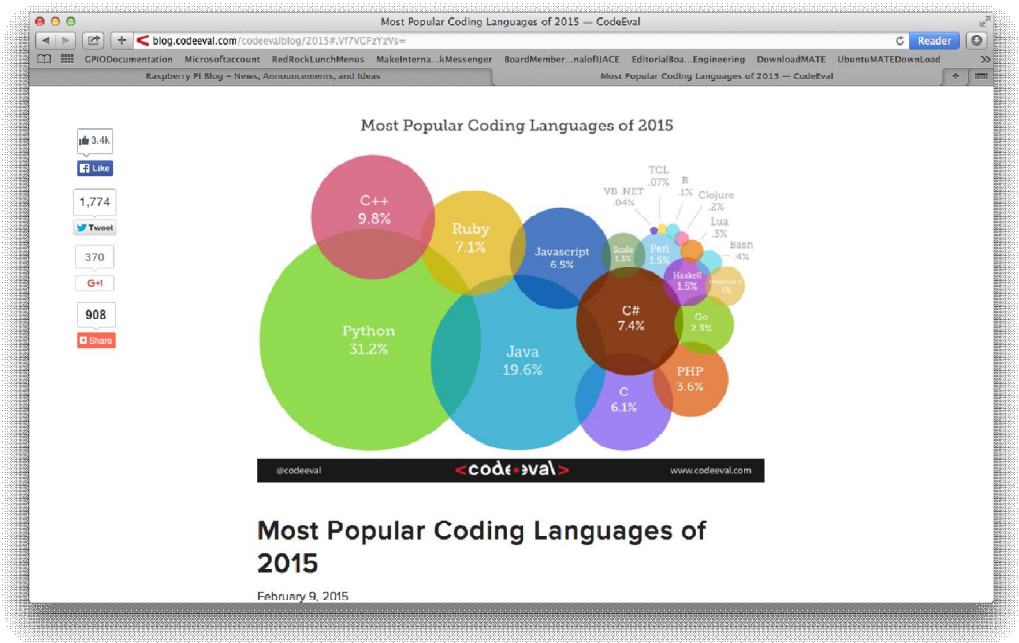 Most Popular Coding Languages of 2015 — CodeEval
blog.codeeval.com/codeevalblog/2015#.Vf7VGFzYzVs=
Reader
GPIODocumentation Microsoftaccount RedRockLunchMenus MakeInterna...kMessenger BoardMember...nalofIJACE EditorialBoa...Engineering DownloadMATE UbuntuMATEDownLoad
Raspberry Pi Blog – News, Announcements, and Ideas
Most Popular Coding Languages of 2015 — CodeEval
3.4k
Like
1,774
Tweet
370
G+1
908
Share
Most Popular Coding Languages of 2015
C++
9.8%
Ruby
7.1%
Javascript
6.5%
Scala
1.5%
Perl
1.5%
VB .NET
.04%
TCL
.07%
R
.1%
Clojure
.2%
Lua
.3%
Bash
.4%
Haskell
1.5%
1%
Python
31.2%
Java
19.6%
C#
7.4%
Go
2.3%
C
6.1%
PHP
3.6%
@codeeval
<code•eval>
www.codeeval.com
Most Popular Coding Languages of
2015
February 9, 2015